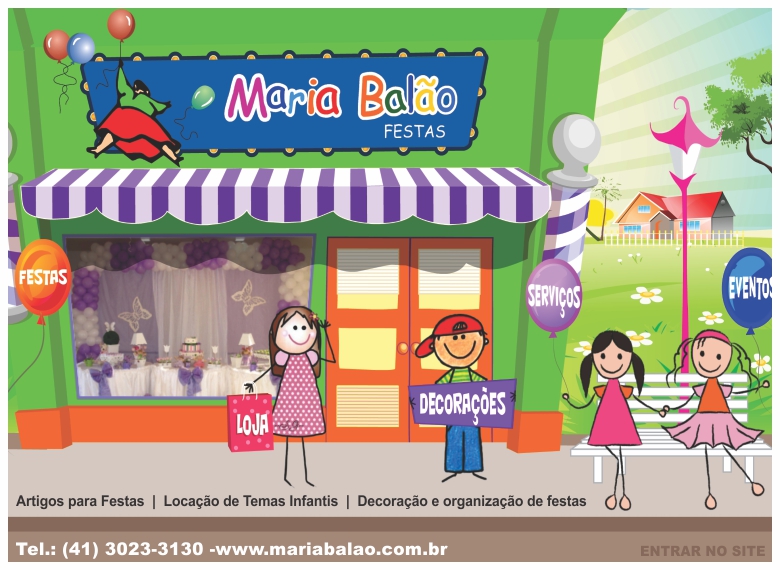 Maria Balão
FESTAS
FESTAS
SERVIÇOS
EVENTOS
LOJA
DECORAÇÕES
Artigos para Festas | Locação de Temas Infantis | Decoração e organização de festas
Tel.: (41) 3023-3130 -www.mariabalao.com.br
ENTRAR NO SITE